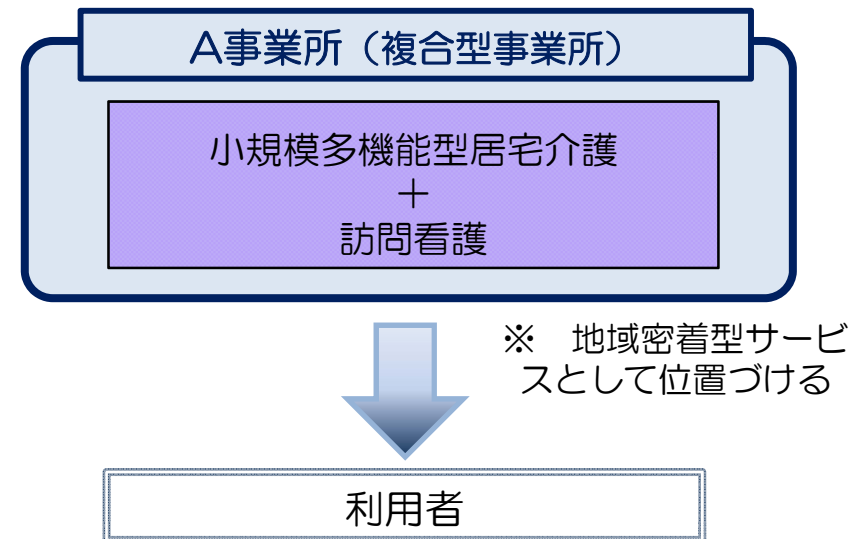 A事業所（複合型事業所）
小規模多機能型居宅介護
＋
訪問看護
※　地域密着型サービ
スとして位置づける
利用者